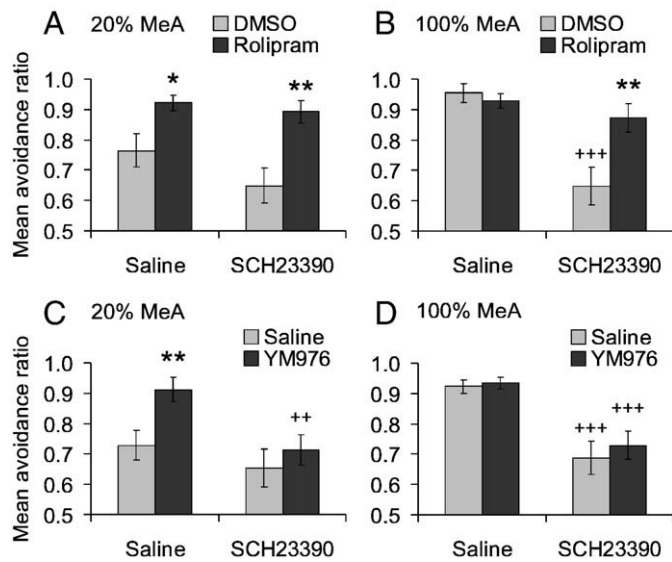 A 20% MeA
DMSO
Rolipram
Mean avoidance ratio
1.0
0.9
0.8
0.7
0.6
0.5
*
**
Saline
SCH23390
B 100% MeA
DMSO
Rolipram
1.0
0.9
0.8
0.7
0.6
0.5
+++
**
Saline
SCH23390
C 20% MeA
Saline
YM976
Mean avoidance ratio
1.0
0.9
0.8
0.7
0.6
0.5
**
++
Saline
SCH23390
D 100% MeA
Saline
YM976
1.0
0.9
0.8
0.7
0.6
0.5
+++
+++
Saline
SCH23390